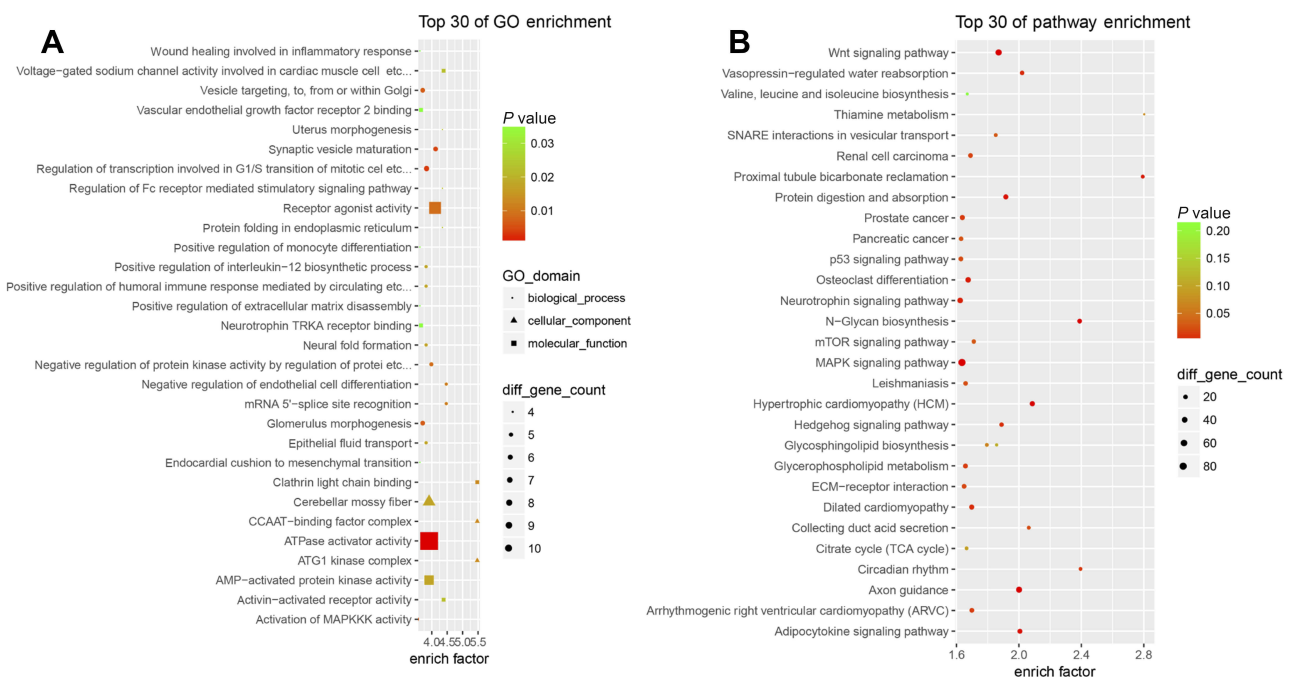 A
Top 30 of GO enrichment
Wound healing involved in inflammatory response
Voltage-gated sodium channel activity involved in cardiac muscle cell etc...
Vesicle targeting, to, from or within Golgi
Vascular endothelial growth factor receptor 2 binding
Uterus morphogenesis
Synaptic vesicle maturation
Regulation of transcription involved in G1/S transition of mitotic cel etc...
Regulation of Fc receptor mediated stimulatory signaling pathway
Receptor agonist activity
Protein folding in endoplasmic reticulum
Positive regulation of monocyte differentiation
Positive regulation of interleukin-12 biosynthetic process
Positive regulation of humoral immune response mediated by circulating etc...
Positive regulation of extracellular matrix disassembly
Neurotrophin TRKA receptor binding
Neural fold formation
Negative regulation of protein kinase activity by regulation of protei etc...
Negative regulation of endothelial cell differentiation
mRNA 5'-splice site recognition
Glomerulus morphogenesis
Epithelial fluid transport
Endocardial cushion to mesenchymal transition
Clathrin light chain binding
Cerebellar mossy fiber
CCAAT-binding factor complex
ATPase activator activity
ATG1 kinase complex
AMP-activated protein kinase activity
Activin-activated receptor activity
Activation of MAPKKK activity
4.04.55.05.5
enrich factor
P value
0.03
0.02
0.01
GO_domain
biological_process
cellular_component
molecular_function
diff_gene_count
4
5
6
7
8
9
10
B
Top 30 of pathway enrichment
Wnt signaling pathway
Vasopressin-regulated water reabsorption
Valine, leucine and isoleucine biosynthesis
Thiamine metabolism
SNARE interactions in vesicular transport
Renal cell carcinoma
Proximal tubule bicarbonate reclamation
Protein digestion and absorption
Prostate cancer
Pancreatic cancer
p53 signaling pathway
Osteoclast differentiation
Neurotrophin signaling pathway
N-Glycan biosynthesis
mTOR signaling pathway
MAPK signaling pathway
Leishmaniasis
Hypertrophic cardiomyopathy (HCM)
Hedgehog signaling pathway
Glycosphingolipid biosynthesis
Glycerophospholipid metabolism
ECM-receptor interaction
Dilated cardiomyopathy
Collecting duct acid secretion
Citrate cycle (TCA cycle)
Circadian rhythm
Axon guidance
Arrhythmogenic right ventricular cardiomyopathy (ARVC)
Adipocytokine signaling pathway
1.6 2.0 2.4 2.8
enrich factor
P value
0.20
0.15
0.10
0.05
diff_gene_count
20
40
60
80